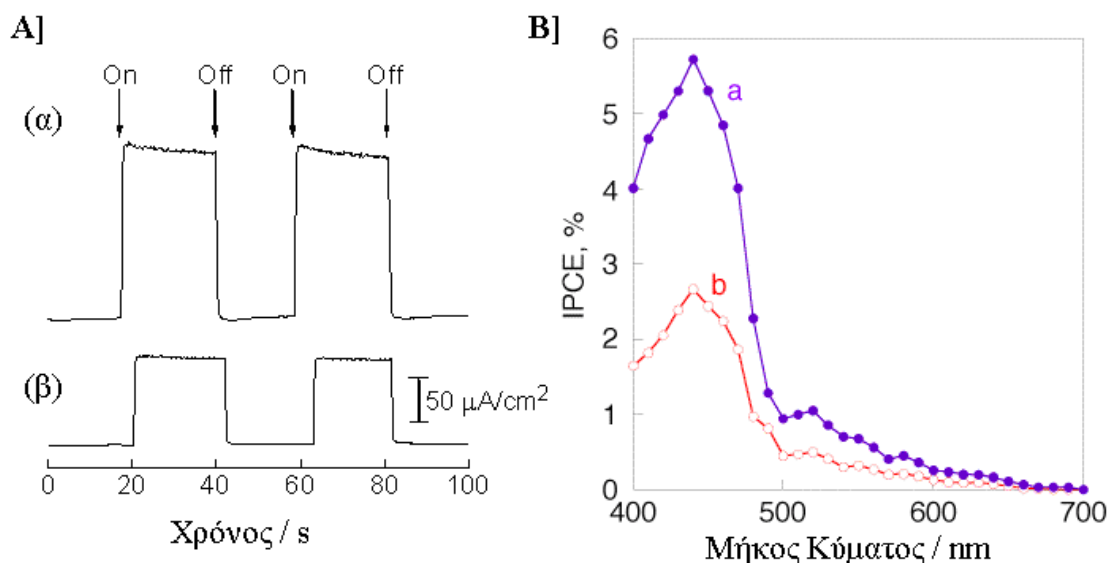 A]
On Off On Off
(α)
(β)
50 μA/cm²
0 20 40 60 80 100
Χρόνος / s
B]
6
5
4
3
2
1
0
IPCE, %
a
b
400 500 600 700
Μήκος Κύματος / nm